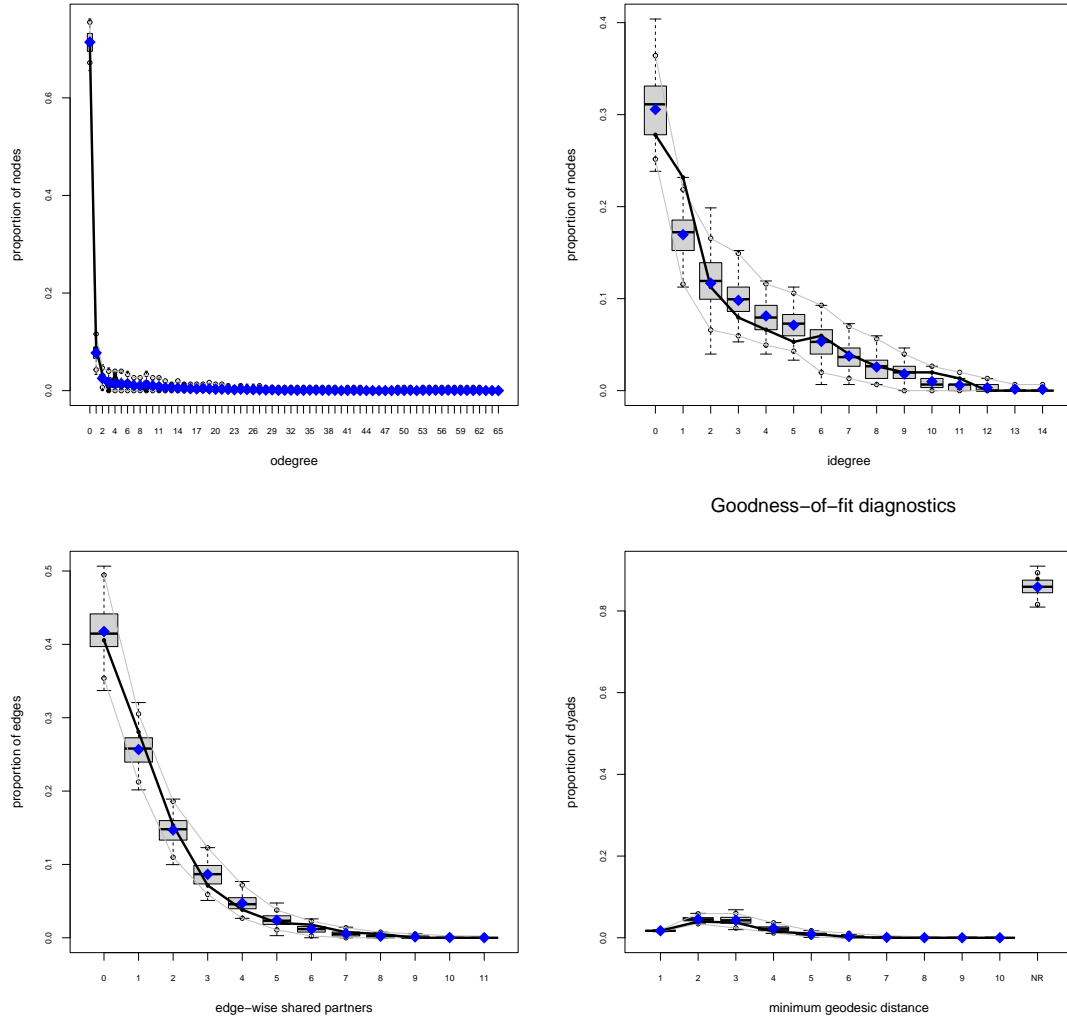 proportion of nodes
0.0 0.2 0.4 0.6
0 2 4 6 8 11 14 17 20 23 26 29 32 35 38 41 44 47 50 53 56 59 62 65
odegree
proportion of nodes
0.0 0.1 0.2 0.3 0.4
0 1 2 3 4 5 6 7 8 9 10 11 12 13 14
idegree
Goodness−of−fit diagnostics
proportion of edges
0.0 0.1 0.2 0.3 0.4 0.5
0 1 2 3 4 5 6 7 8 9 10 11
edge−wise shared partners
proportion of dyads
0.0 0.2 0.4 0.6 0.8
1 2 3 4 5 6 7 8 9 10 NR
minimum geodesic distance